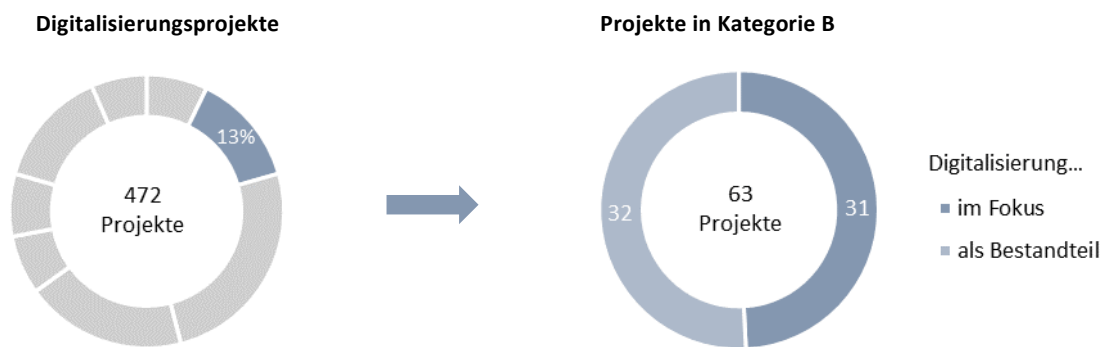 Digitalisierungsprojekte
13%
472
Projekte
Projekte in Kategorie B
32
63
Projekte
31
Digitalisierung...
im Fokus
als Bestandteil